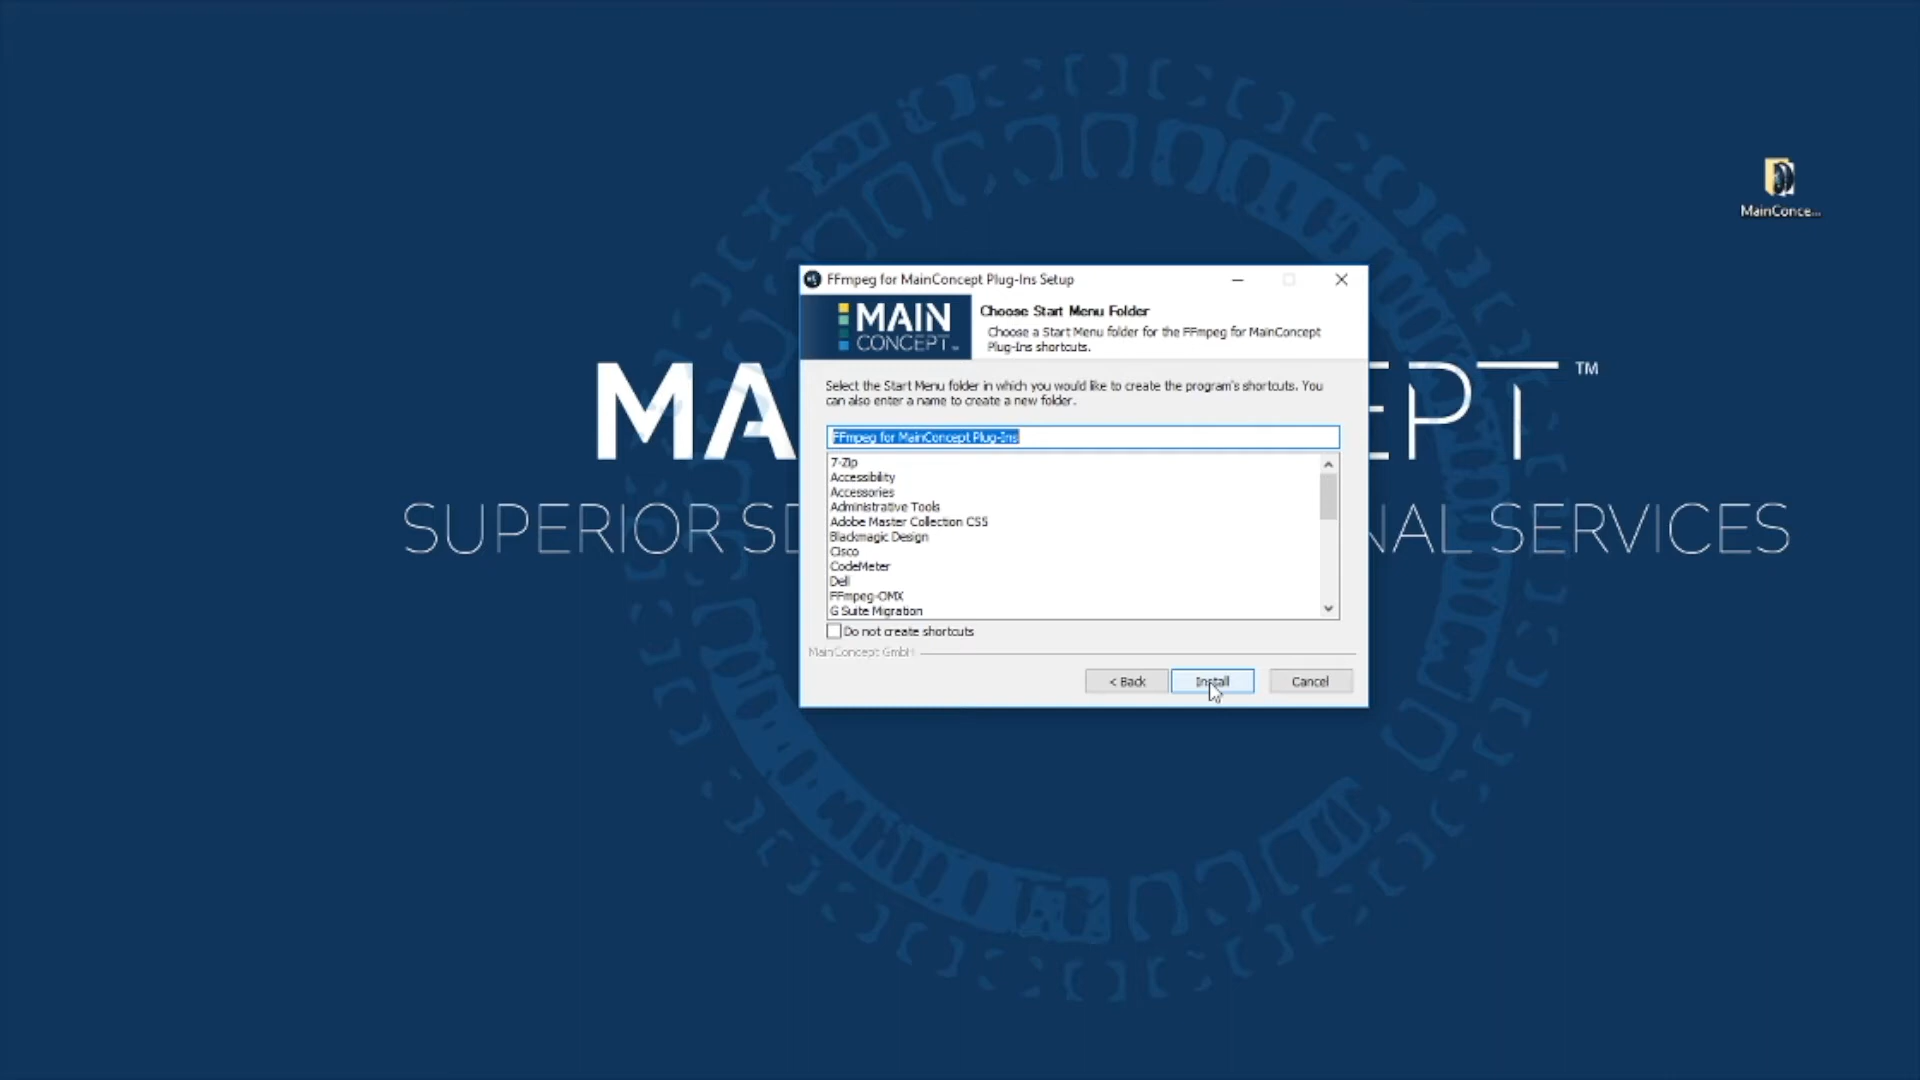 MainConce...
FFmpeg for MainConcept Plug-Ins Setup
MAIN
CONCEPT™
Choose Start Menu Folder
Choose a Start Menu folder for the FFmpeg for MainConcept
Plug-Ins shortcuts.
MA EPT™
Select the Start Menu folder in which you would like to create the program's shortcuts. You
can also enter a name to create a new folder.
FFmpeg for MainConcept Plug-Ins
7-Zip
Accessibility
Accessories
Administrative Tools
Adobe Master Collection CS5
Blackmagic Design
Cisco
CodeMeter
Dell
FFmpeg-OMX
G Suite Migration
SUPERIOR SD NAL SERVICES
Do not create shortcuts
MainConcept GmbH
< Back
Install
Cancel